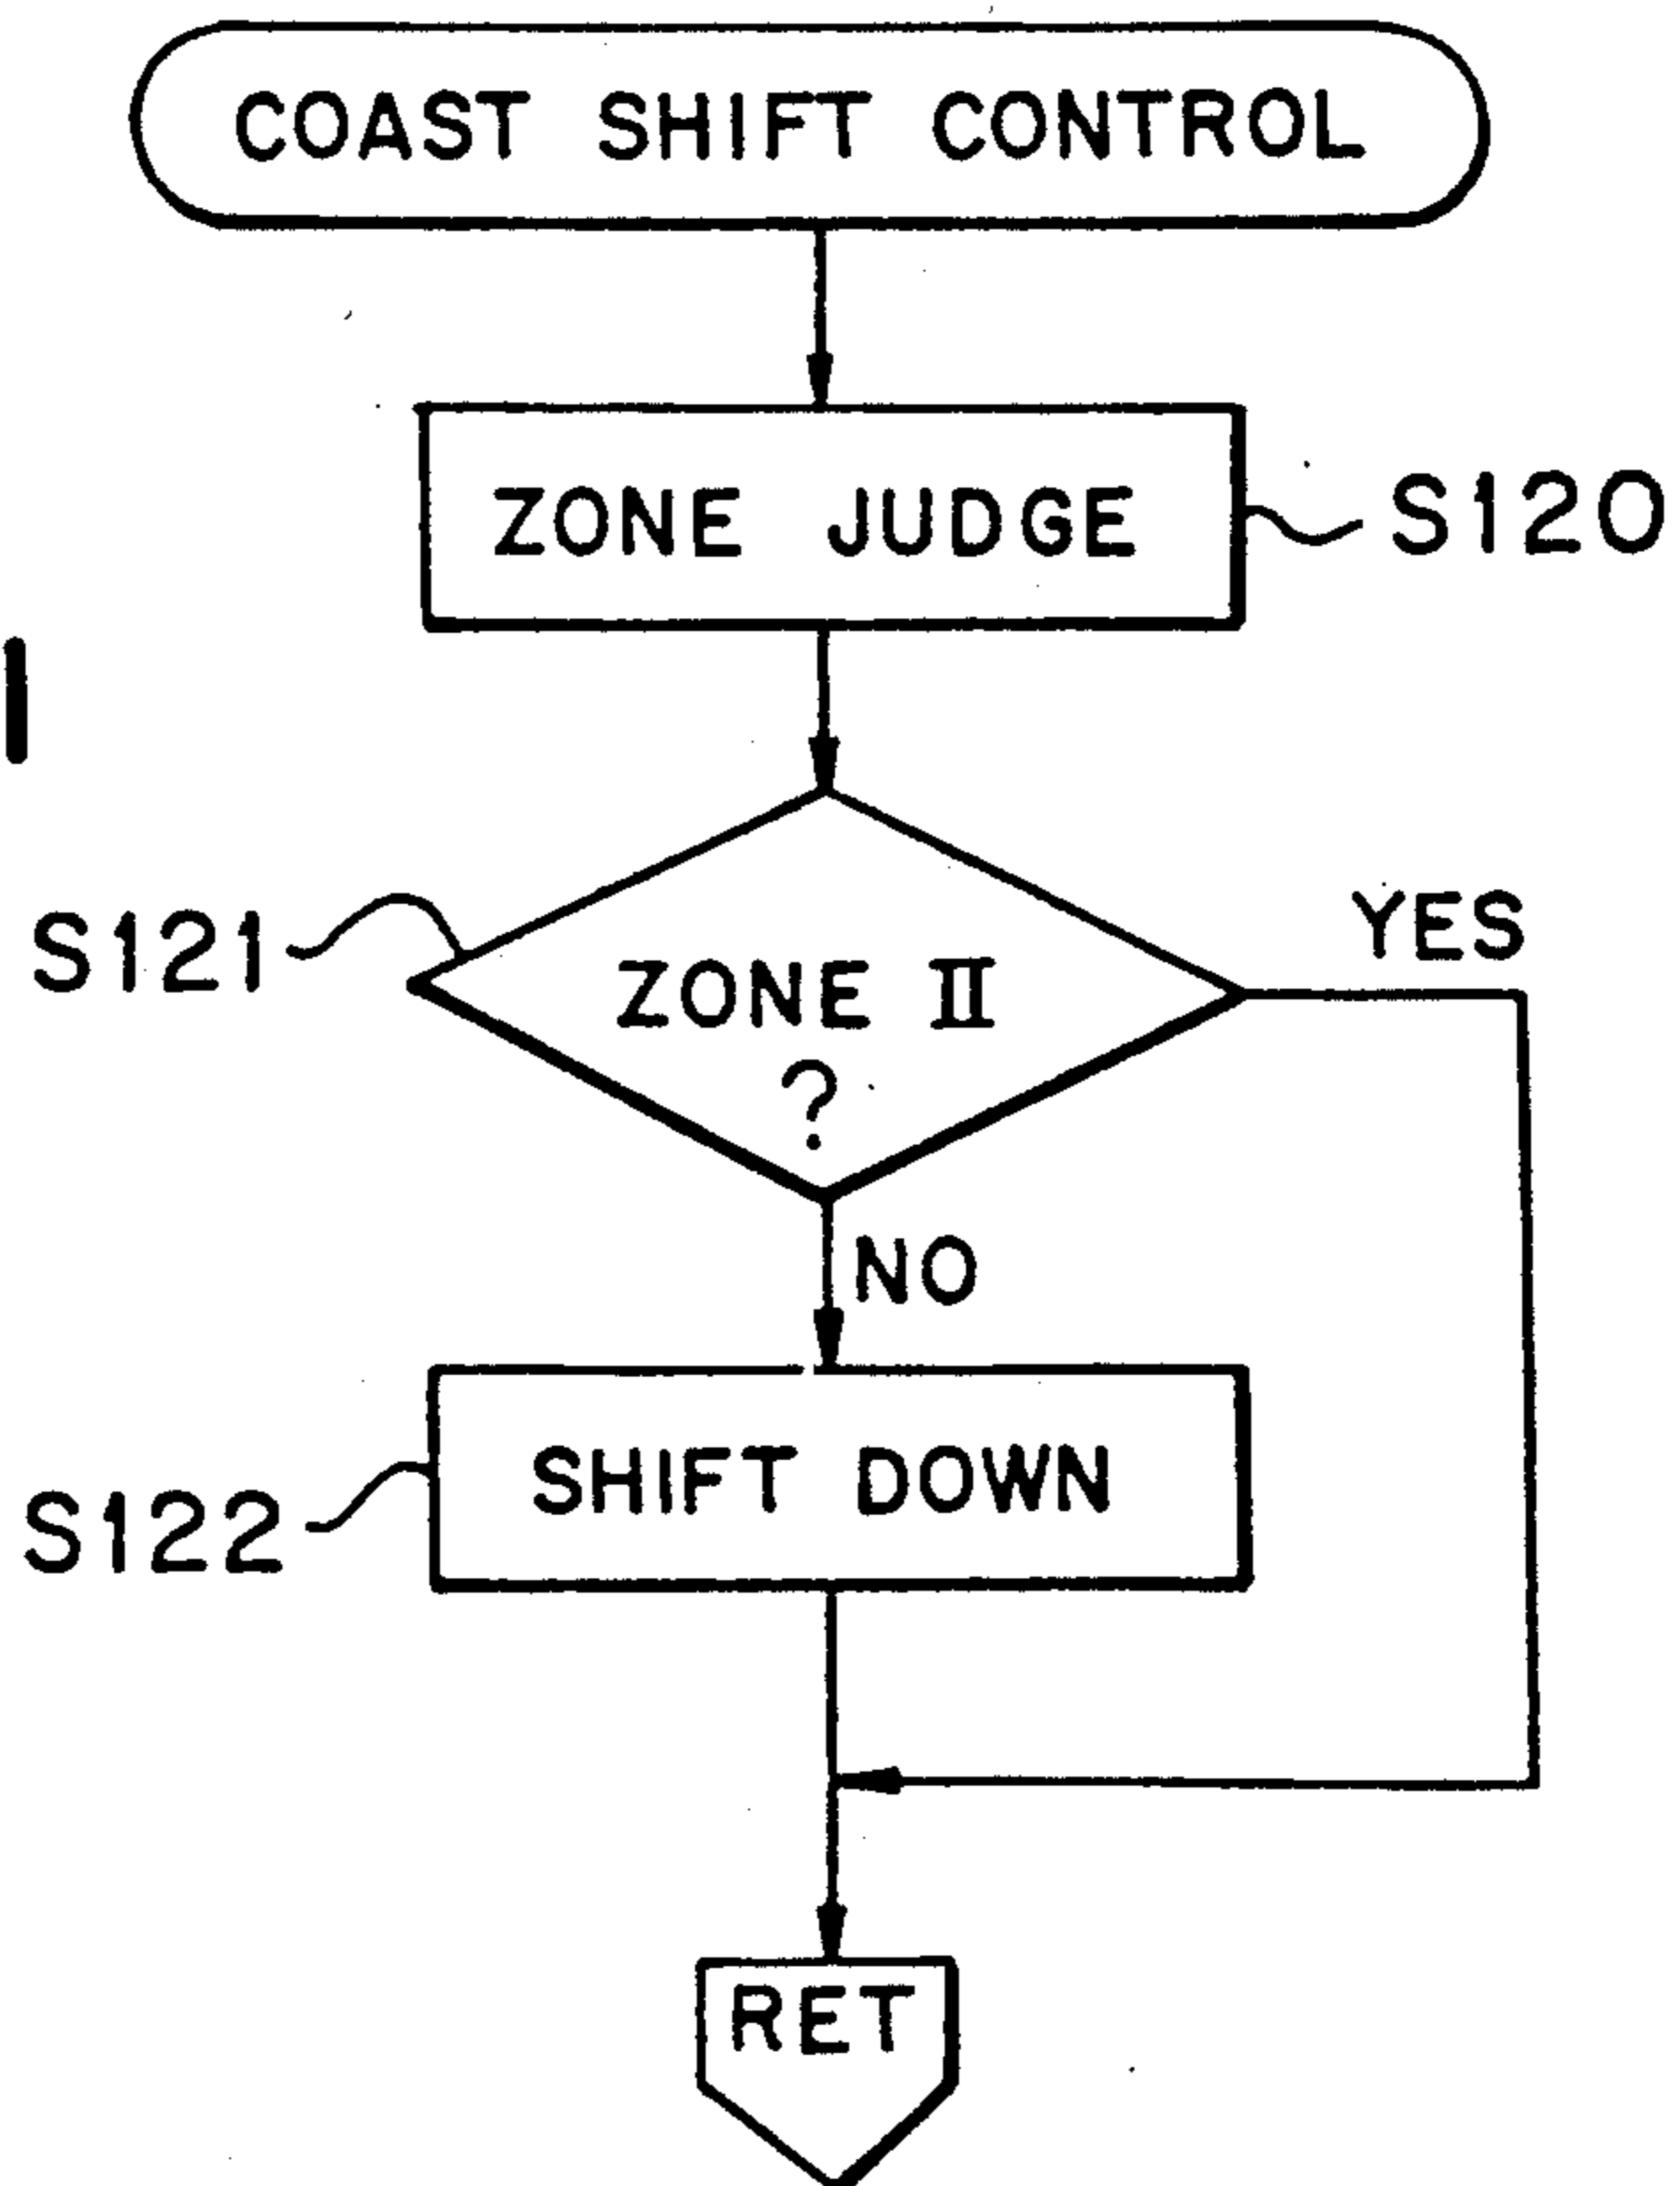 COAST SHIFT CONTROL
ZONE JUDGE
S120
S121
ZONE II
?
YES
NO
SHIFT DOWN
S122
RET